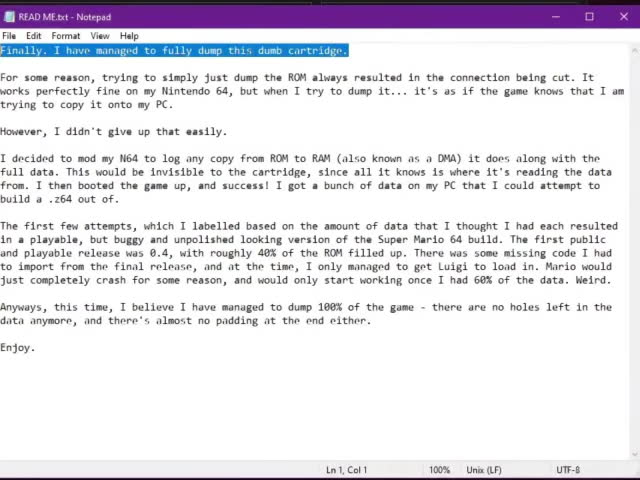 READ ME.txt - Notepad
File Edit Format View Help
Finally. I have managed to fully dump this dumb cartridge.
For some reason, trying to simply just dump the ROM always resulted in the connection being cut. It
works perfectly fine on my Nintendo 64, but when I try to dump it... it's as if the game knows that I am
trying to copy it onto my PC.
However, I didn't give up that easily.
I decided to mod my N64 to log any copy from ROM to RAM (also known as a DMA) it does along with the
full data. This would be invisible to the cartridge, since all it knows is where it's reading the data
from. I then booted the game up, and success! I got a bunch of data on my PC that I could attempt to
build a .z64 out of.
The first few attempts, which I labelled based on the amount of data that I thought I had each resulted
in a playable, but buggy and unpolished looking version of the Super Mario 64 build. The first public
and playable release was 0.4, with roughly 40% of the ROM filled up. There was some missing code I had
to import from the final release, and at the time, I only managed to get Luigi to load in. Mario would
just completely crash for some reason, and would only start working once I had 60% of the data. Weird.
Anyways, this time, I believe I have managed to dump 100% of the game - there are no holes left in the
data anymore, and there's almost no padding at the end either.
Enjoy.
Ln 1, Col 1 100% Unix (LF) UTF-8